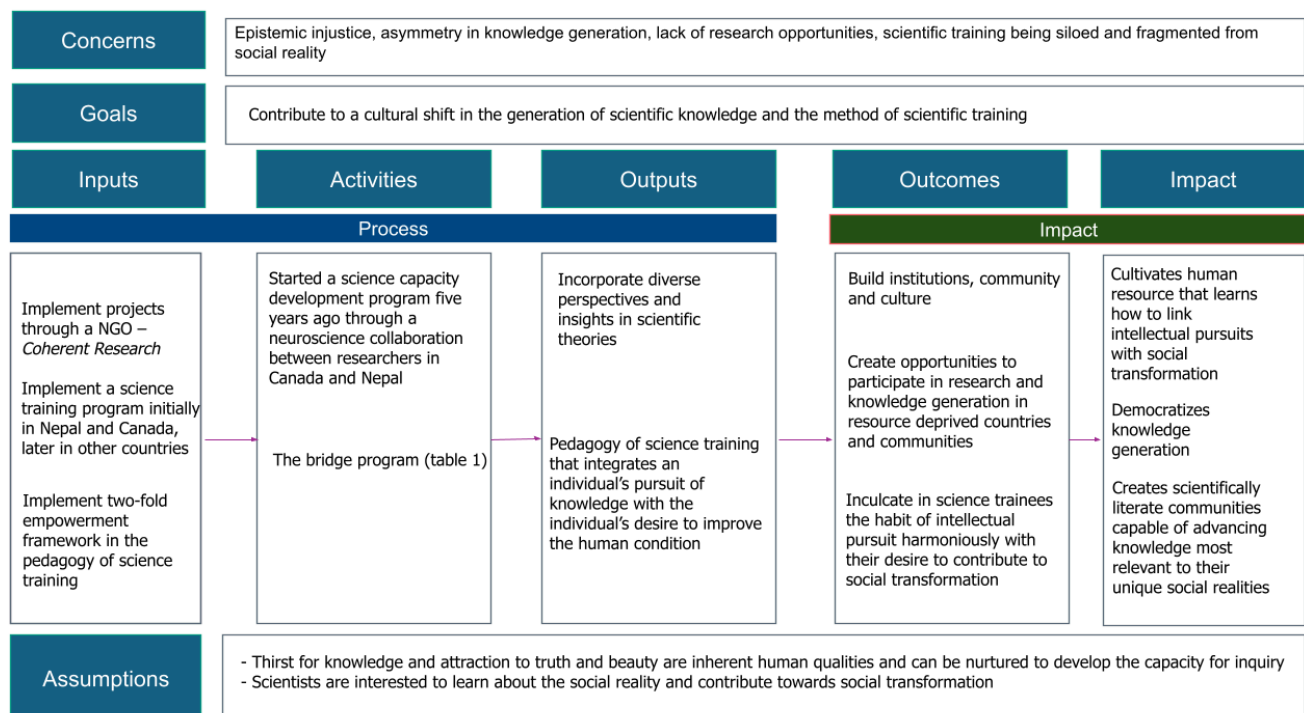 Concerns
Epistemic injustice, asymmetry in knowledge generation, lack of research opportunities, scientific training being siloed and fragmented from
social reality
Goals
Contribute to a cultural shift in the generation of scientific knowledge and the method of scientific training
Inputs
Activities
Outputs
Outcomes
Impact
Process
Impact
Implement projects
through a NGO –
Coherent Research
Implement a science
training program initially
in Nepal and Canada,
later in other countries
Implement two-fold
empowerment
framework in the
pedagogy of science
training
Started a science capacity
development program five
years ago through a
neuroscience collaboration
between researchers in
Canada and Nepal
The bridge program (table 1)
Incorporate diverse
perspectives and
insights in scientific
theories
Pedagogy of science training
that integrates an
individual’s pursuit of
knowledge with the
individual’s desire to improve
the human condition
Build institutions, community
and culture
Create opportunities to
participate in research and
knowledge generation in
resource deprived countries
and communities
Inculcate in science trainees
the habit of intellectual
pursuit harmoniously with
their desire to contribute to
social transformation
Cultivates human
resource that learns
how to link
intellectual pursuits
with social
transformation
Democratizes
knowledge
generation
Creates scientifically
literate communities
capable of advancing
knowledge most
relevant to their
unique social realities
Assumptions
- Thirst for knowledge and attraction to truth and beauty are inherent human qualities and can be nurtured to develop the capacity for inquiry
- Scientists are interested to learn about the social reality and contribute towards social transformation